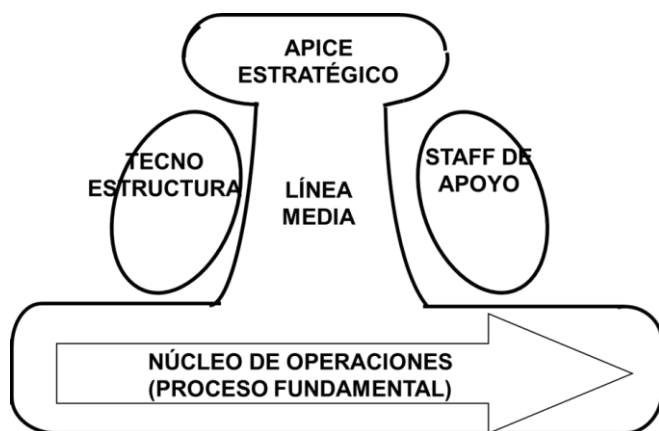 APICE
ESTRATÉGICO
TECNO
ESTRUCTURA
LÍNEA
MEDIA
STAFF DE
APOYO
NÚCLEO DE OPERACIONES
(PROCESO FUNDAMENTAL)